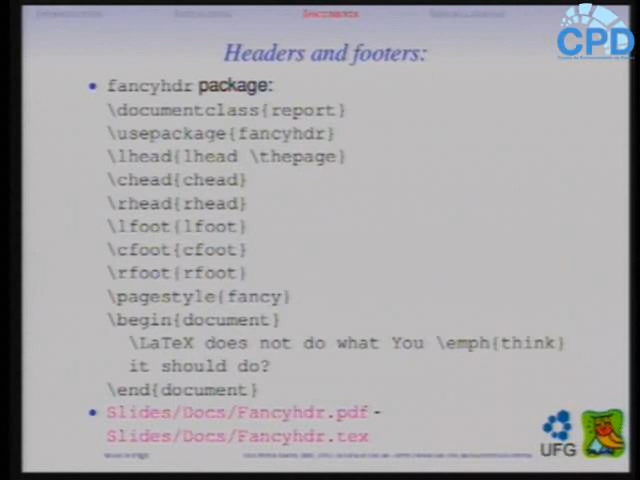 Documents
CPD
Headers and footers:
• fancyhdr package:
\documentclass{report}
\usepackage{fancyhdr}
\lhead{lhead \thepage}
\chead{chead}
\rhead{rhead}
\lfoot{lfoot}
\cfoot{cfoot}
\rfoot{rfoot}
\pagestyle{fancy}
\begin{document}
\LaTeX does not do what You \emph{think}
it should do?
\end{document}
• Slides/Docs/Fancyhdr.pdf -
Slides/Docs/Fancyhdr.tex
UFG